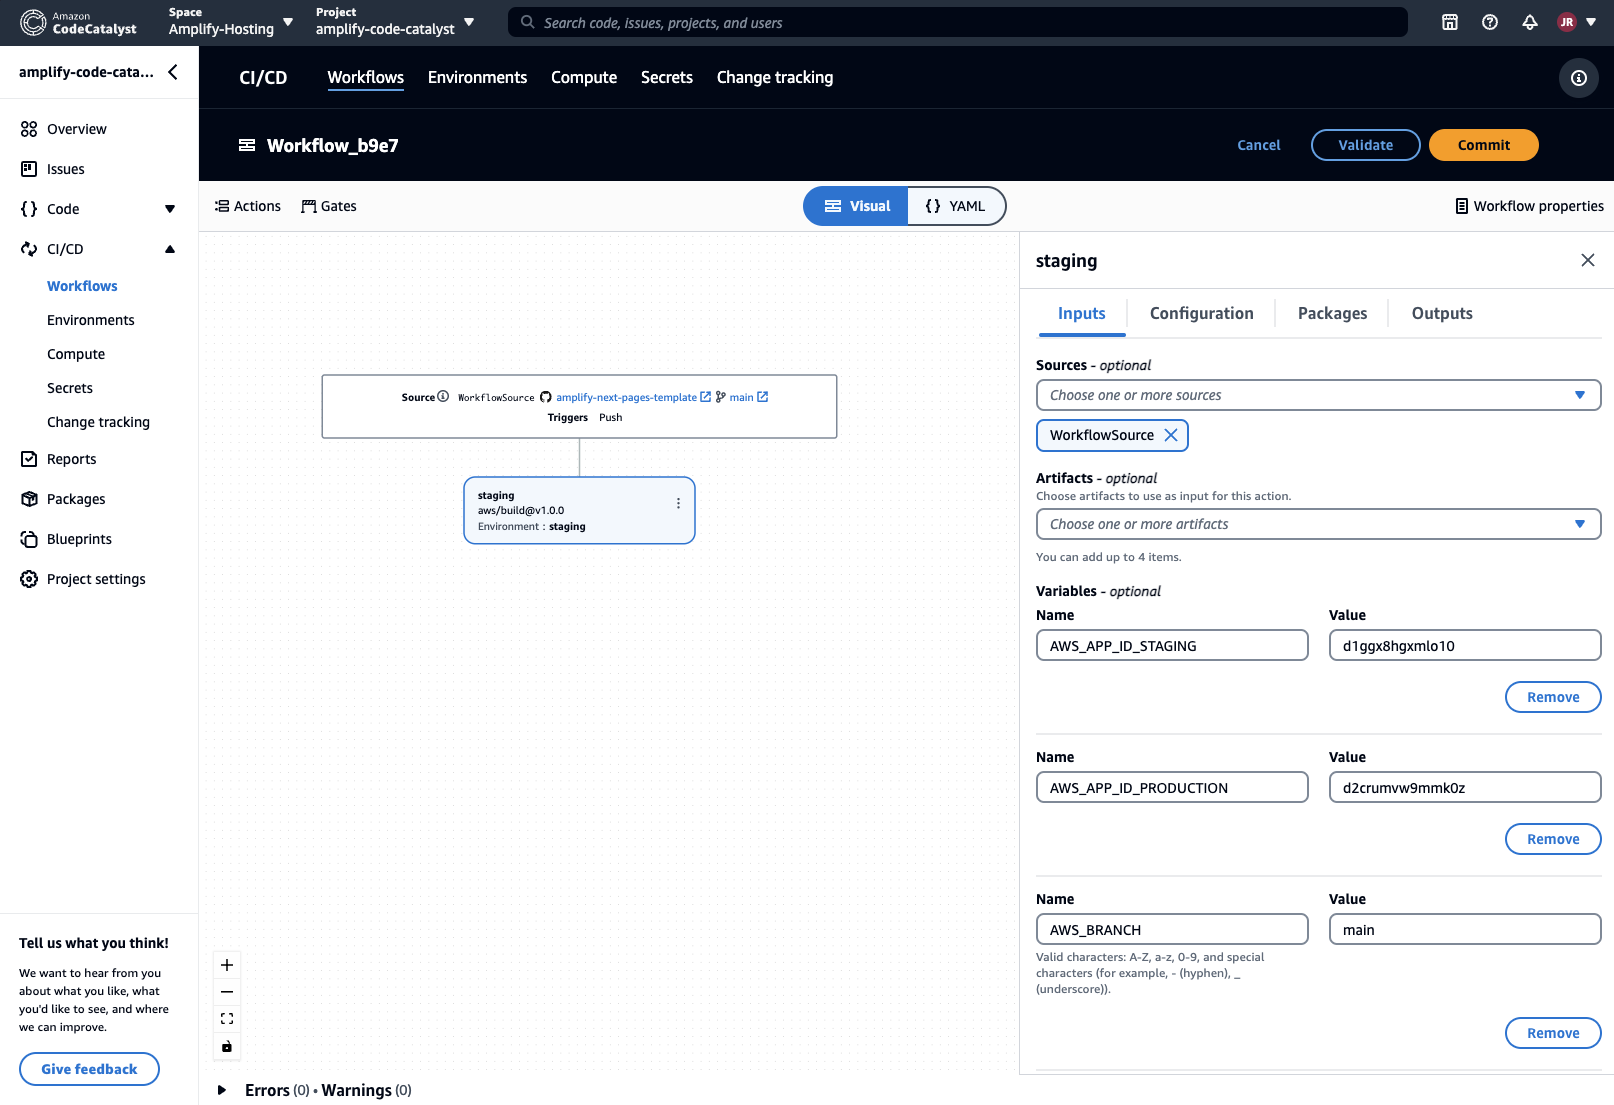 Amazon
CodeCatalyst
Space
Amplify-Hosting
Project
amplify-code-catalyst
Search code, issues, projects, and users
JR
amplify-code-cata...
CI/CD
Workflows
Environments
Compute
Secrets
Change tracking
Overview
Issues
Code
CI/CD
Workflows
Environments
Compute
Secrets
Change tracking
Reports
Packages
Blueprints
Project settings
Tell us what you think!
We want to hear from you
about what you like, what
you'd like to see, and where
we can improve.
Give feedback
Workflow_b9e7
Cancel
Validate
Commit
Actions
Gates
Visual
YAML
Workflow properties
Source WorkflowSource amplify-next-pages-template main
Triggers Push
staging
aws/build@v1.0.0
Environment : staging
Errors (0) • Warnings (0)
staging
Inputs
Configuration
Packages
Outputs
Sources - optional
Choose one or more sources
WorkflowSource
Artifacts - optional
Choose artifacts to use as input for this action.
Choose one or more artifacts
You can add up to 4 items.
Variables - optional
Name Value
AWS_APP_ID_STAGING d1ggx8hgxmlo10
Remove
Name Value
AWS_APP_ID_PRODUCTION d2crumvw9mmk0z
Remove
Name Value
AWS_BRANCH main
Valid characters: A-Z, a-z, 0-9, and special
characters (for example, - (hyphen), _
(underscore)).
Remove